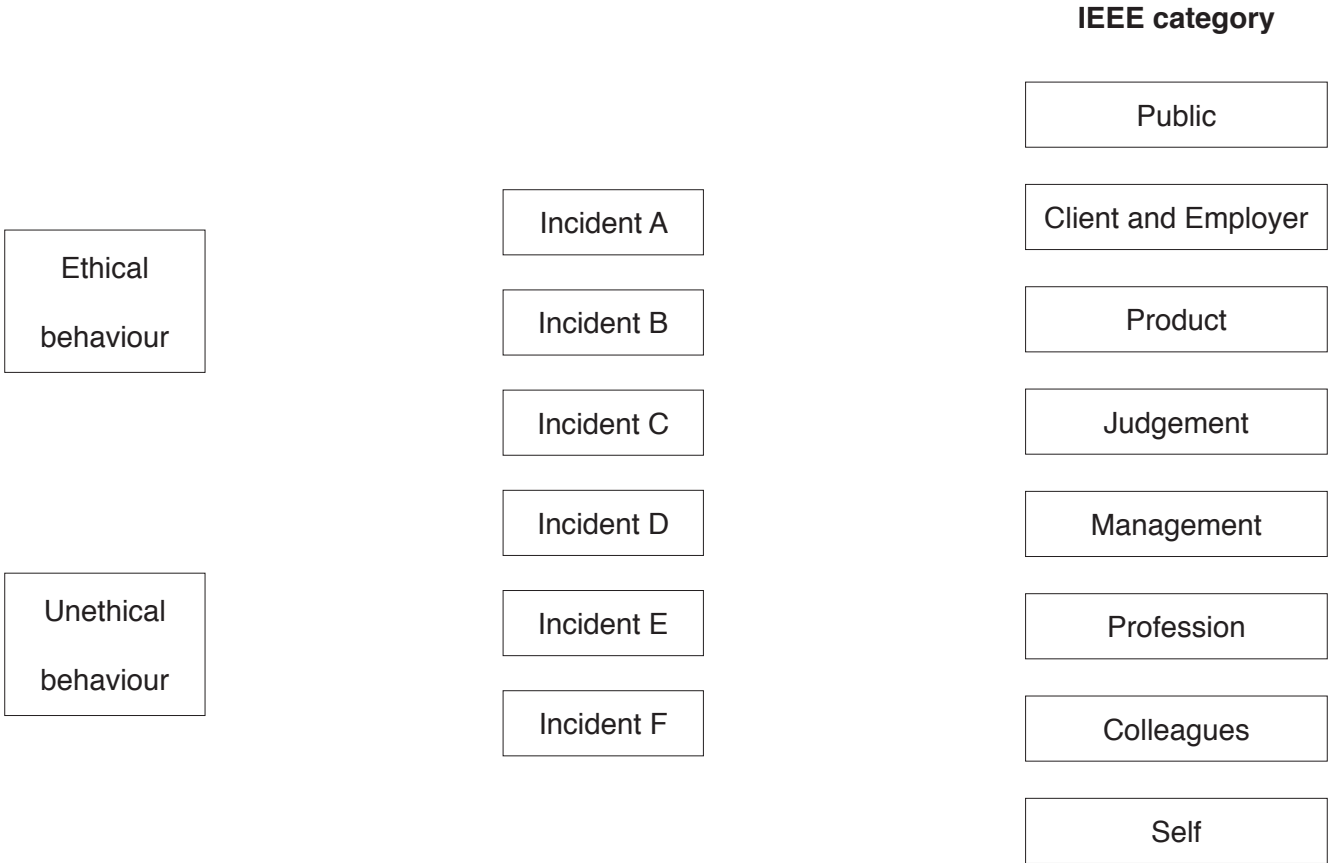 IEEE category
Public
Client and Employer
Product
Judgement
Management
Profession
Colleagues
Self
Incident A
Incident B
Incident C
Incident D
Incident E
Incident F
Ethical
behaviour
Unethical
behaviour